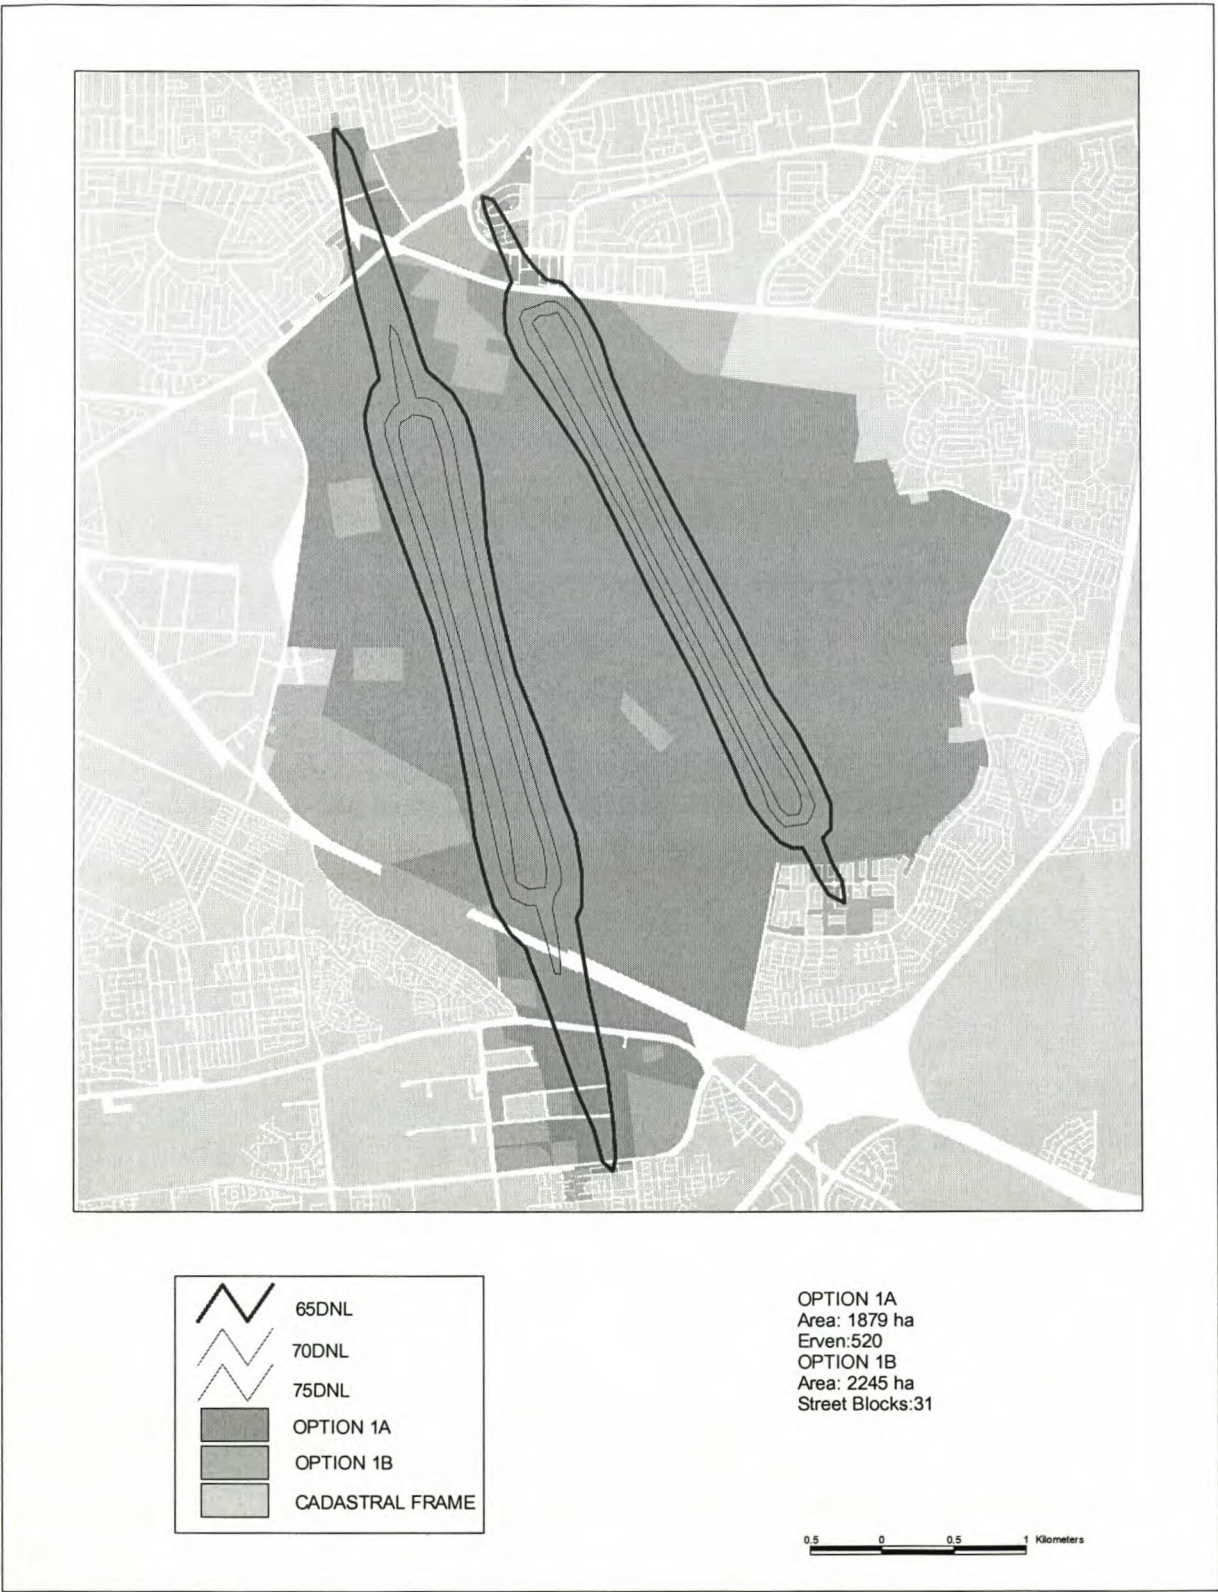 65DNL
70DNL
75DNL
OPTION 1A
OPTION 1B
CADASTRAL FRAME
OPTION 1A
Area: 1879 ha
Erven:520
OPTION 1B
Area: 2245 ha
Street Blocks:31
0.5 0 0.5 1 Kilometers